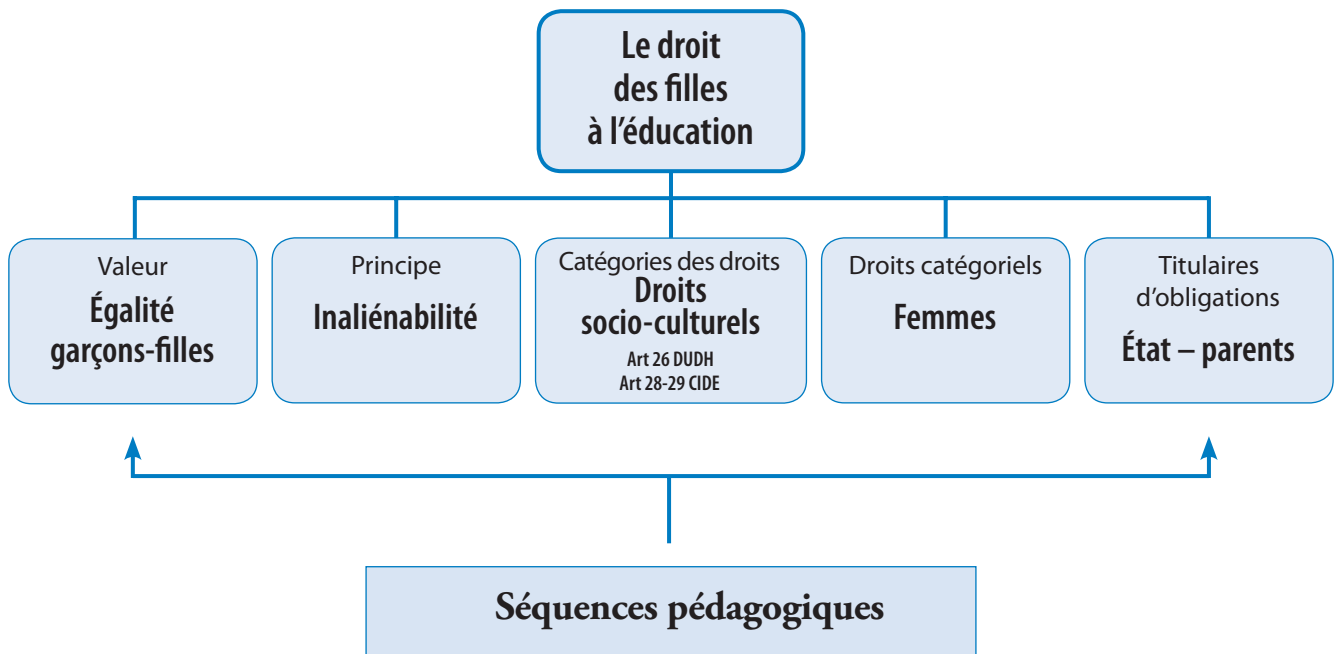 Le droit
des filles
à l'éducation
Valeur
Égalité
garçons-filles
Principe
Inaliénabilité
Catégories des droits
Droits
socio-culturels
Art 26 DUDH
Art 28-29 CIDE
Droits catégoriels
Femmes
Titulaires
d'obligations
État – parents
Séquences pédagogiques